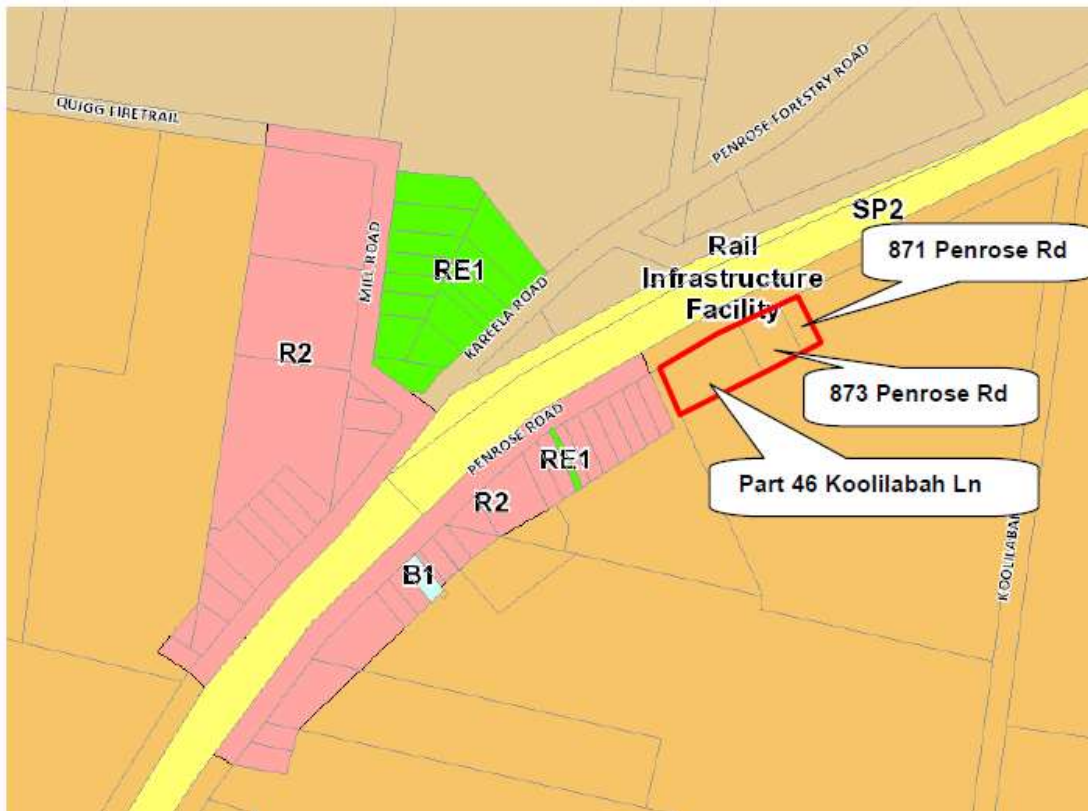 QUIGG FIRETRAIL
PENROSE FORESTRY ROAD
SP2
871 Penrose Rd
MILL ROAD
RE1
Rail
Infrastructure
Facility
KAREELA ROAD
R2
873 Penrose Rd
PENROSE ROAD
RE1
Part 46 Koolilabah Ln
R2
B1